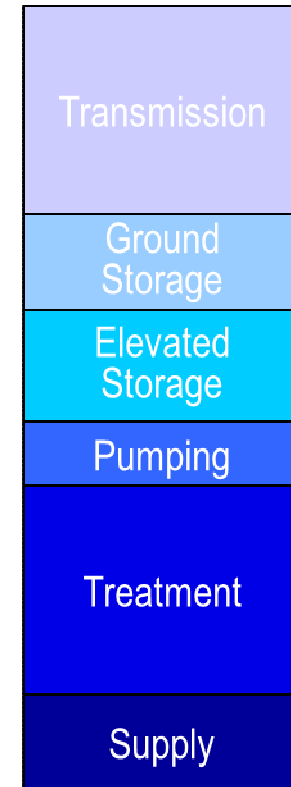 Transmission
Ground
Storage
Elevated
Storage
Pumping
Treatment
Supply